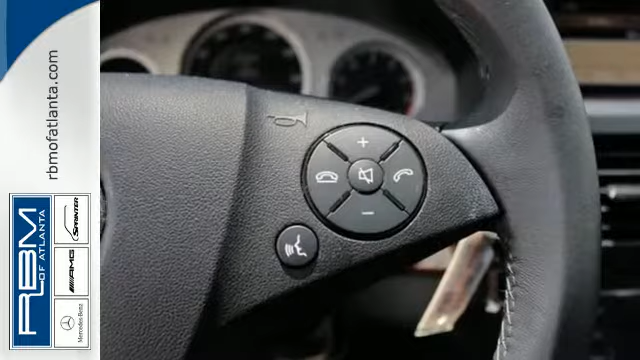 rbmofatlanta.com
RBM
OF ATLANTA
SPRINTER
AMG
Mercedes-Benz
+
−